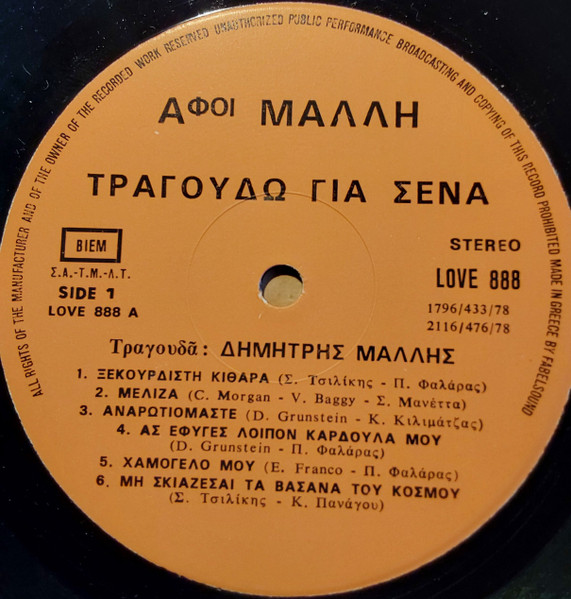 ALL RIGHTS OF THE MANUFACTURER AND OF THE OWNER OF THE RECORDED WORK RESERVED UNAUTHORIZED PUBLIC PERFORMANCE BROADCASTING AND COPYING OF THIS RECORD PROHIBITED MADE IN GREECE BY FABELSOUND
ΑΦΟΙ ΜΑΛΛΗ
ΤΡΑΓΟΥΔΩ ΓΙΑ ΣΕΝΑ
BIEM
Σ.Α.-Τ.Μ.-Λ.Τ.
SIDE 1
LOVE 888 A
STEREO
LOVE 888
1796/433/78
2116/476/78
Τραγουδᾶ: ΔΗΜΗΤΡΗΣ ΜΑΛΛΗΣ
1. ΞΕΚΟΥΡΔΙΣΤΗ ΚΙΘΑΡΑ (Σ. Τσιλίκης - Π. Φαλάρας)
2. ΜΕΛΙΖΑ (C. Morgan - V. Baggy - Σ. Μανέττα)
3. ΑΝΑΡΩΤΙΟΜΑΣΤΕ (D. Grunstein - Κ. Κιλιμάτζας)
4. ΑΣ ΕΦΥΓΕΣ ΛΟΙΠΟΝ ΚΑΡΔΟΥΛΑ ΜΟΥ
(D. Grunstein - Π. Φαλάρας)
5. ΧΑΜΟΓΕΛΟ ΜΟΥ (E. Franco - Π. Φαλάρας)
6. ΜΗ ΣΚΙΑΖΕΣΑΙ ΤΑ ΒΑΣΑΝΑ ΤΟΥ ΚΟΣΜΟΥ
(Σ. Τσιλίκης - Κ. Πανάγου)